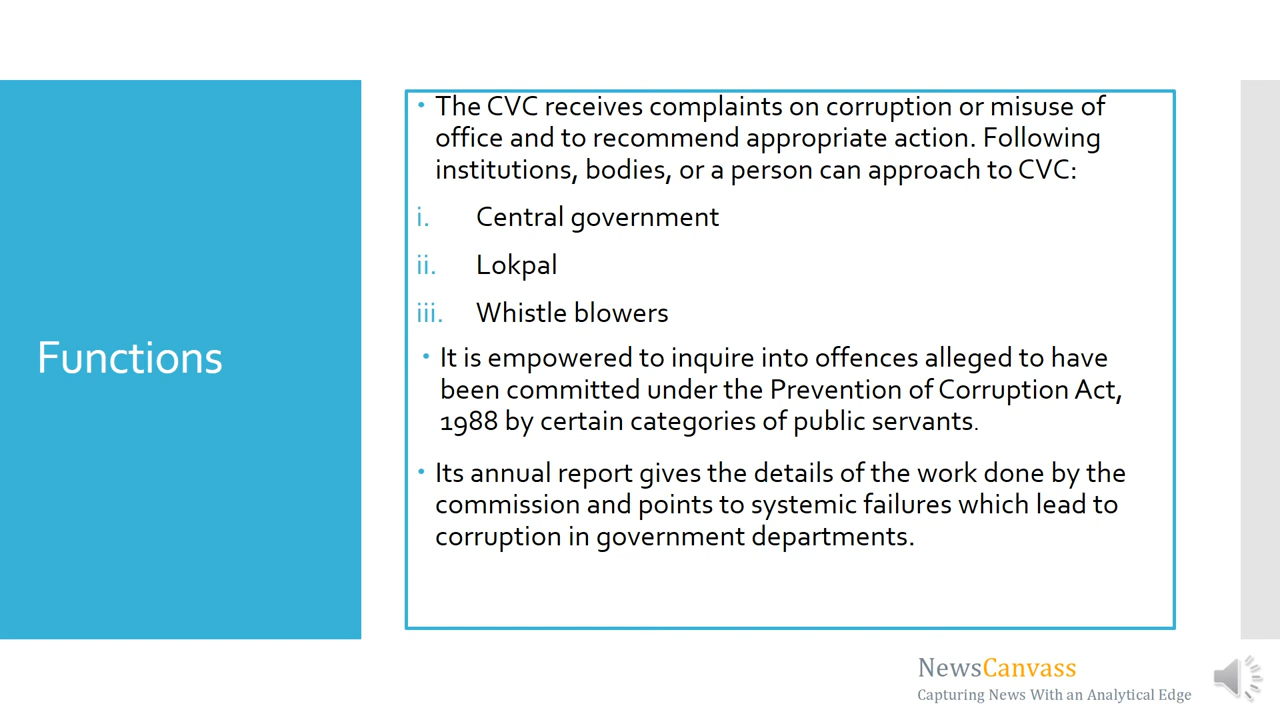 Functions
• The CVC receives complaints on corruption or misuse of
office and to recommend appropriate action. Following
institutions, bodies, or a person can approach to CVC:
i. Central government
ii. Lokpal
iii. Whistle blowers
• It is empowered to inquire into offences alleged to have
been committed under the Prevention of Corruption Act,
1988 by certain categories of public servants.
• Its annual report gives the details of the work done by the
commission and points to systemic failures which lead to
corruption in government departments.
NewsCanvass
Capturing News With an Analytical Edge